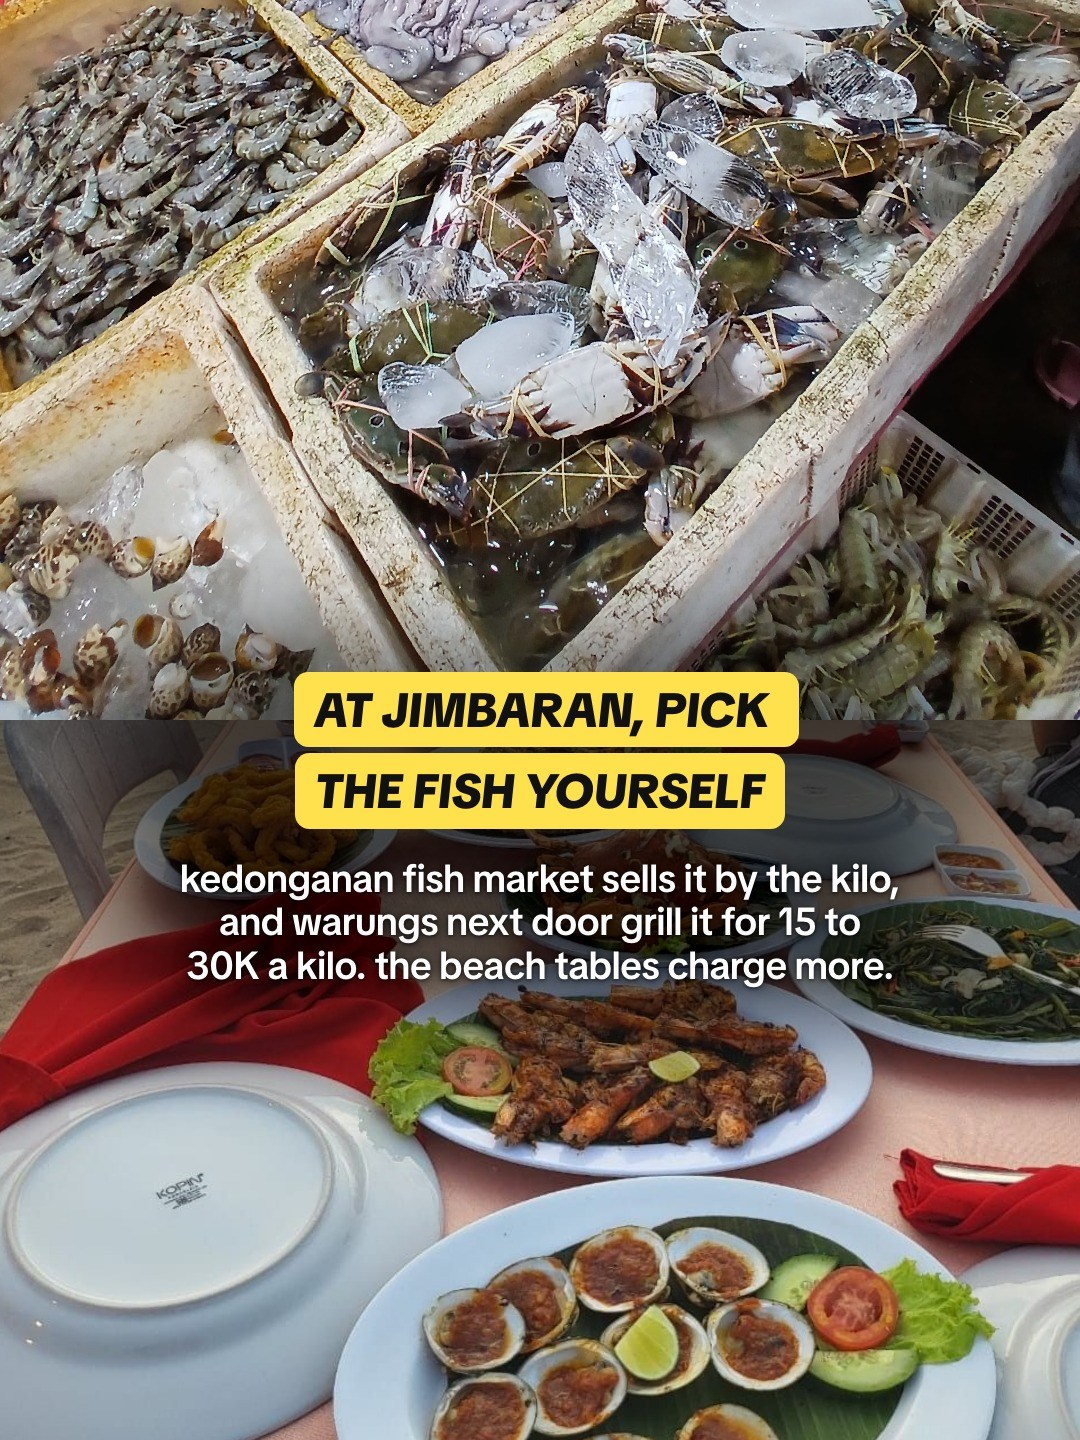 AT JIMBARAN, PICK
THE FISH YOURSELF
kedonganan fish market sells it by the kilo,
and warungs next door grill it for 15 to
30K a kilo. the beach tables charge more.
KOPIN